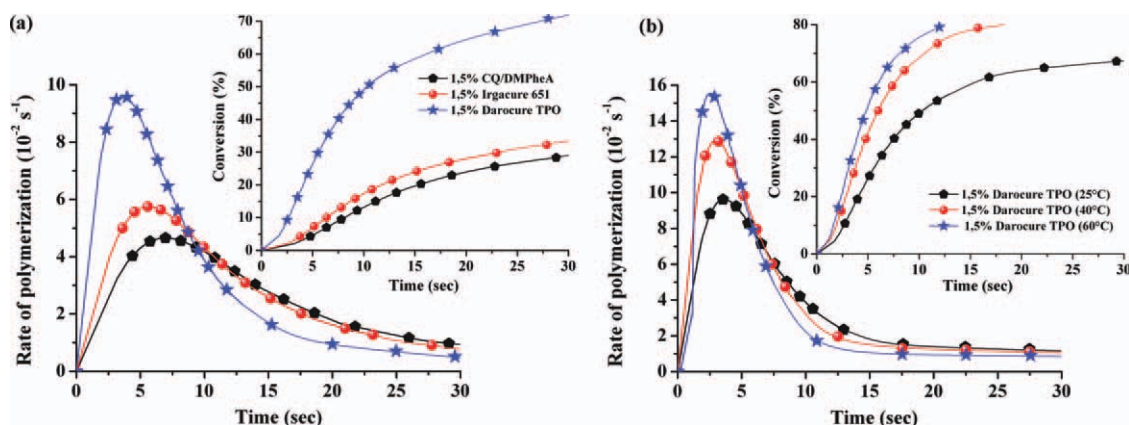 (a)
Rate of polymerization (10⁻² s⁻¹)
10
8
6
4
2
0
0 5 10 15 20 25 30
Time (sec)
Conversion (%)
70
60
50
40
30
20
10
0
0 5 10 15 20 25 30
Time (sec)
1,5% CQ/DMPheA
1,5% Irgacure 651
1,5% Darocure TPO
(b)
Rate of polymerization (10⁻² s⁻¹)
16
14
12
10
8
6
4
2
0
0 5 10 15 20 25 30
Time (sec)
Conversion (%)
80
60
40
20
0
0 5 10 15 20 25 30
Time (sec)
1,5% Darocure TPO (25°C)
1,5% Darocure TPO (40°C)
1,5% Darocure TPO (60°C)